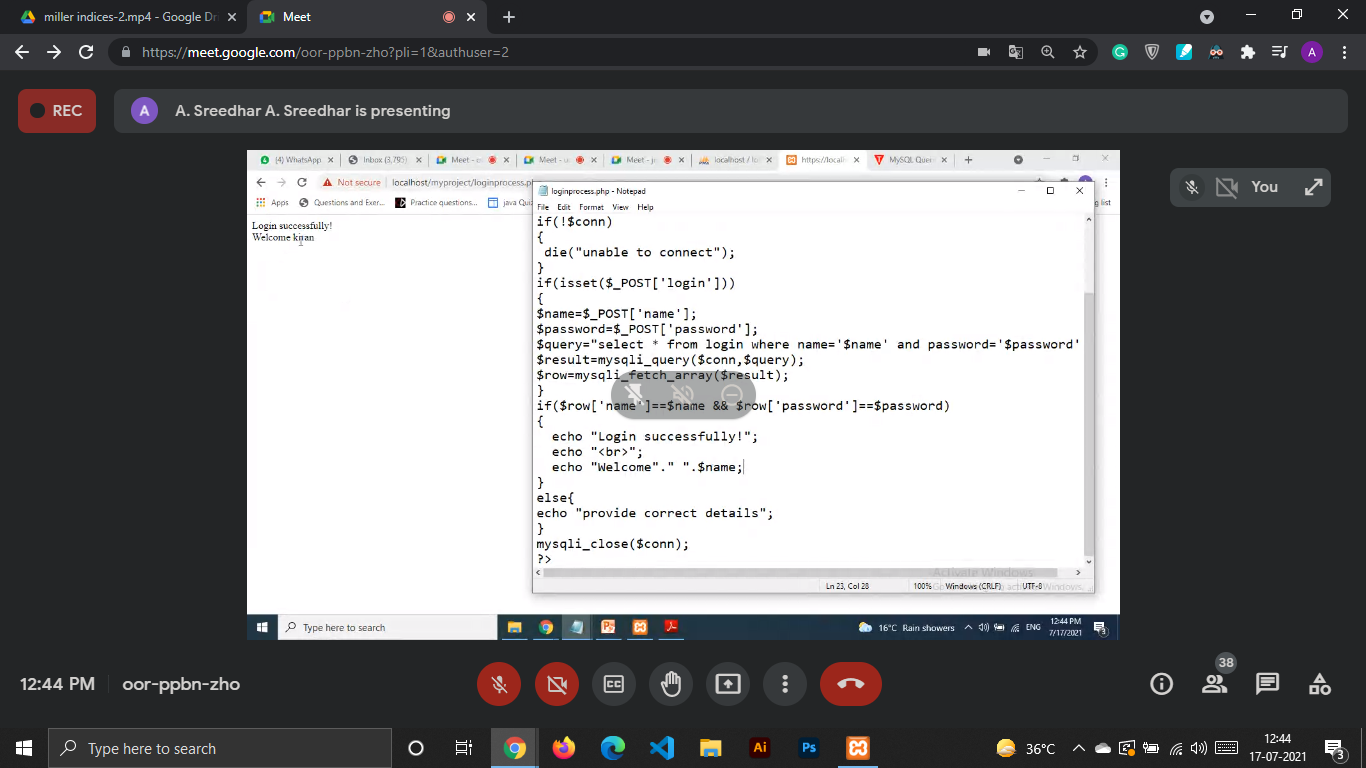 miller indices-2.mp4 - Google Dr
Meet
https://meet.google.com/oor-ppbn-zho?pli=1&authuser=2
A
REC
A
A. Sreedhar A. Sreedhar is presenting
You
(4) WhatsApp
Inbox (3,795)
Meet -
Meet -
Meet -
localhost /
https://local
MySQL Quer
Not secure
localhost/myproject/loginprocess.p
Apps
Questions and Exer...
Practice questions...
java Qui
g list
Login successfully!
Welcome kiran
loginprocess.php - Notepad
File Edit Format View Help
if(!$conn)
{
die("unable to connect");
}
if(isset($_POST['login']))
{
$name=$_POST['name'];
$password=$_POST['password'];
$query="select * from login where name='$name' and password='$password'
$result=mysqli_query($conn,$query);
$row=mysqli_fetch_array($result);
}
if($row['name']==$name && $row['password']==$password)
{
echo "Login successfully!";
echo "<br>";
echo "Welcome"." ".$name;
}
else{
echo "provide correct details";
}
mysqli_close($conn);
?>
Activate Windows
Ln 23, Col 28
100%
Windows (CRLF)
UTF-8
Type here to search
16°C Rain showers
ENG
12:44 PM
7/17/2021
3
12:44 PM
oor-ppbn-zho
CC
38
Type here to search
Ai
Ps
36°C
12:44
17-07-2021
3